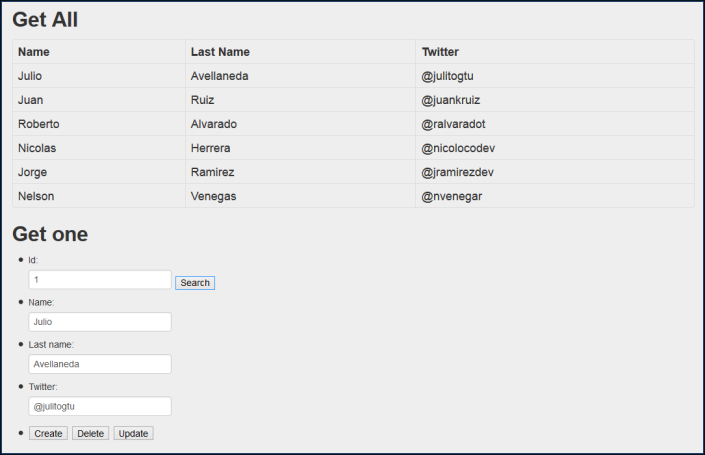 Get All
Name Last Name Twitter
Julio Avellaneda @julitogtu
Juan Ruiz @juankruiz
Roberto Alvarado @ralvaradot
Nicolas Herrera @nicolocodev
Jorge Ramirez @jramirezdev
Nelson Venegas @nvenegar
Get one
Id:
1 Search
Name:
Julio
Last name:
Avellaneda
Twitter:
@julitogtu
Create Delete Update